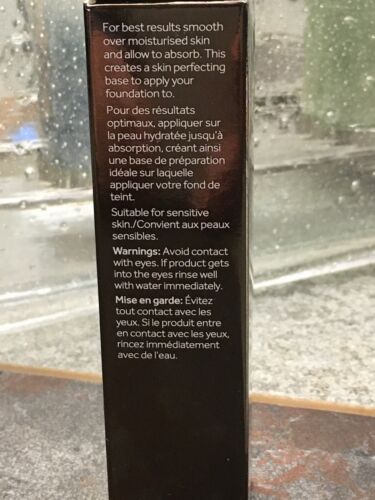 For best results smooth
over moisturised skin
and allow to absorb. This
creates a skin perfecting
base to apply your
foundation to.
Pour des résultats
optimaux, appliquer sur
la peau hydratée jusqu'à
absorption, créant ainsi
une base de préparation
idéale sur laquelle
appliquer votre fond de
teint.
Suitable for sensitive
skin./Convient aux peaux
sensibles.
Warnings: Avoid contact
with eyes. If product gets
into the eyes rinse well
with water immediately.
Mise en garde: Évitez
tout contact avec les
yeux. Si le produit entre
en contact avec les yeux,
rincez immédiatement
avec de l'eau.